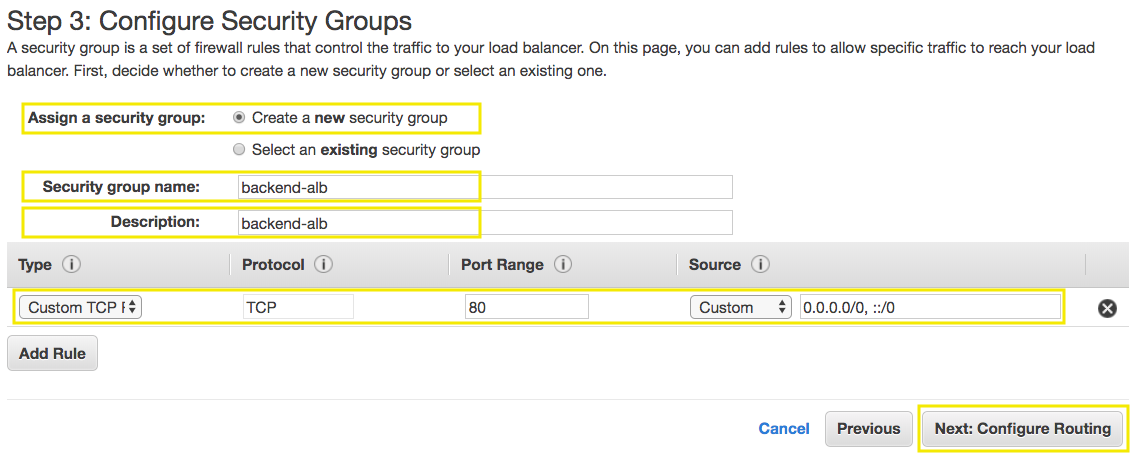 Step 3: Configure Security Groups
A security group is a set of firewall rules that control the traffic to your load balancer. On this page, you can add rules to allow specific traffic to reach your load
balancer. First, decide whether to create a new security group or select an existing one.
Assign a security group: Create a new security group
Select an existing security group
Security group name: backend-alb
Description: backend-alb
Type i Protocol i Port Range i Source i
Custom TCP TCP 80 Custom 0.0.0.0/0, ::/0
Add Rule
Cancel Previous Next: Configure Routing